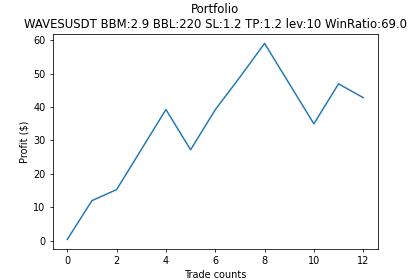 Portfolio
WAVESUSDT BBM:2.9 BBL:220 SL:1.2 TP:1.2 lev:10 WinRatio:69.0
60
50
40
30
20
10
0
Profit ($)
0 2 4 6 8 10 12
Trade counts